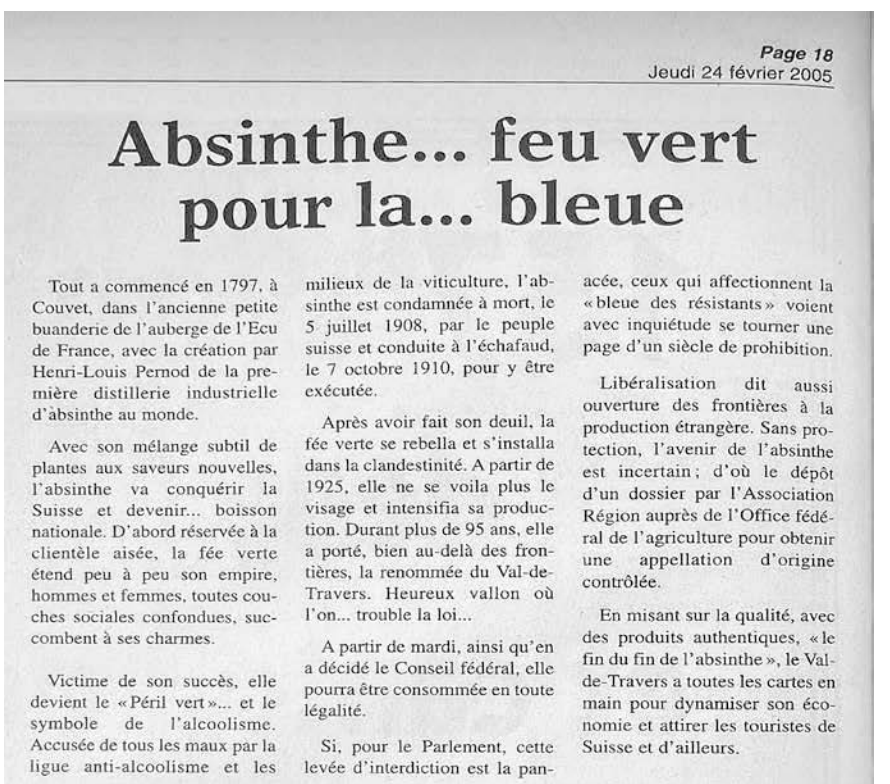 Page 18
Jeudi 24 février 2005
Absinthe... feu vert
pour la... bleue
Tout a commencé en 1797, à
Couvet, dans l'ancienne petite
buanderie de l'auberge de l'Ecu
de France, avec la création par
Henri-Louis Pernod de la pre-
mière distillerie industrielle
d'absinthe au monde.
Avec son mélange subtil de
plantes aux saveurs nouvelles,
l'absinthe va conquérir la
Suisse et devenir... boisson
nationale. D'abord réservée à la
clientèle aisée, la fée verte
étend peu à peu son empire,
hommes et femmes, toutes cou-
ches sociales confondues, suc-
combent à ses charmes.
Victime de son succès, elle
devient le «Péril vert»... et le
symbole de l'alcoolisme.
Accusée de tous les maux par la
ligue anti-alcoolisme et les
milieux de la viticulture, l'ab-
sinthe est condamnée à mort, le
5 juillet 1908, par le peuple
suisse et conduite à l'échafaud,
le 7 octobre 1910, pour y être
exécutée.
Après avoir fait son deuil, la
fée verte se rebella et s'installa
dans la clandestinité. A partir de
1925, elle ne se voila plus le
visage et intensifia sa produc-
tion. Durant plus de 95 ans, elle
a porté, bien au-delà des fron-
tières, la renommée du Val-de-
Travers. Heureux vallon où
l'on... trouble la loi...
A partir de mardi, ainsi qu'en
a décidé le Conseil fédéral, elle
pourra être consommée en toute
légalité.
Si, pour le Parlement, cette
levée d'interdiction est la pan-
acée, ceux qui affectionnent la
«bleue des résistants» voient
avec inquiétude se tourner une
page d'un siècle de prohibition.
Libéralisation dit aussi
ouverture des frontières à la
production étrangère. Sans pro-
tection, l'avenir de l'absinthe
est incertain; d'où le dépôt
d'un dossier par l'Association
Région auprès de l'Office fédé-
ral de l'agriculture pour obtenir
une appellation d'origine
contrôlée.
En misant sur la qualité, avec
des produits authentiques, «le
fin du fin de l'absinthe», le Val-
de-Travers a toutes les cartes en
main pour dynamiser son éco-
nomie et attirer les touristes de
Suisse et d'ailleurs.